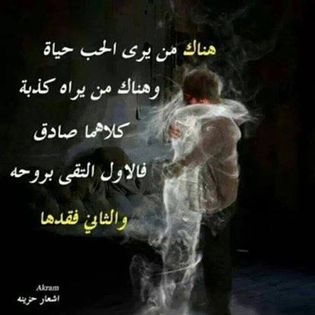 هناك من يرى الحب حياة
وهناك من يراه كذبة
كلاهما صادق
فالاول التقى بروحه
والثاني فقدها
Akram
اشعار حزينه